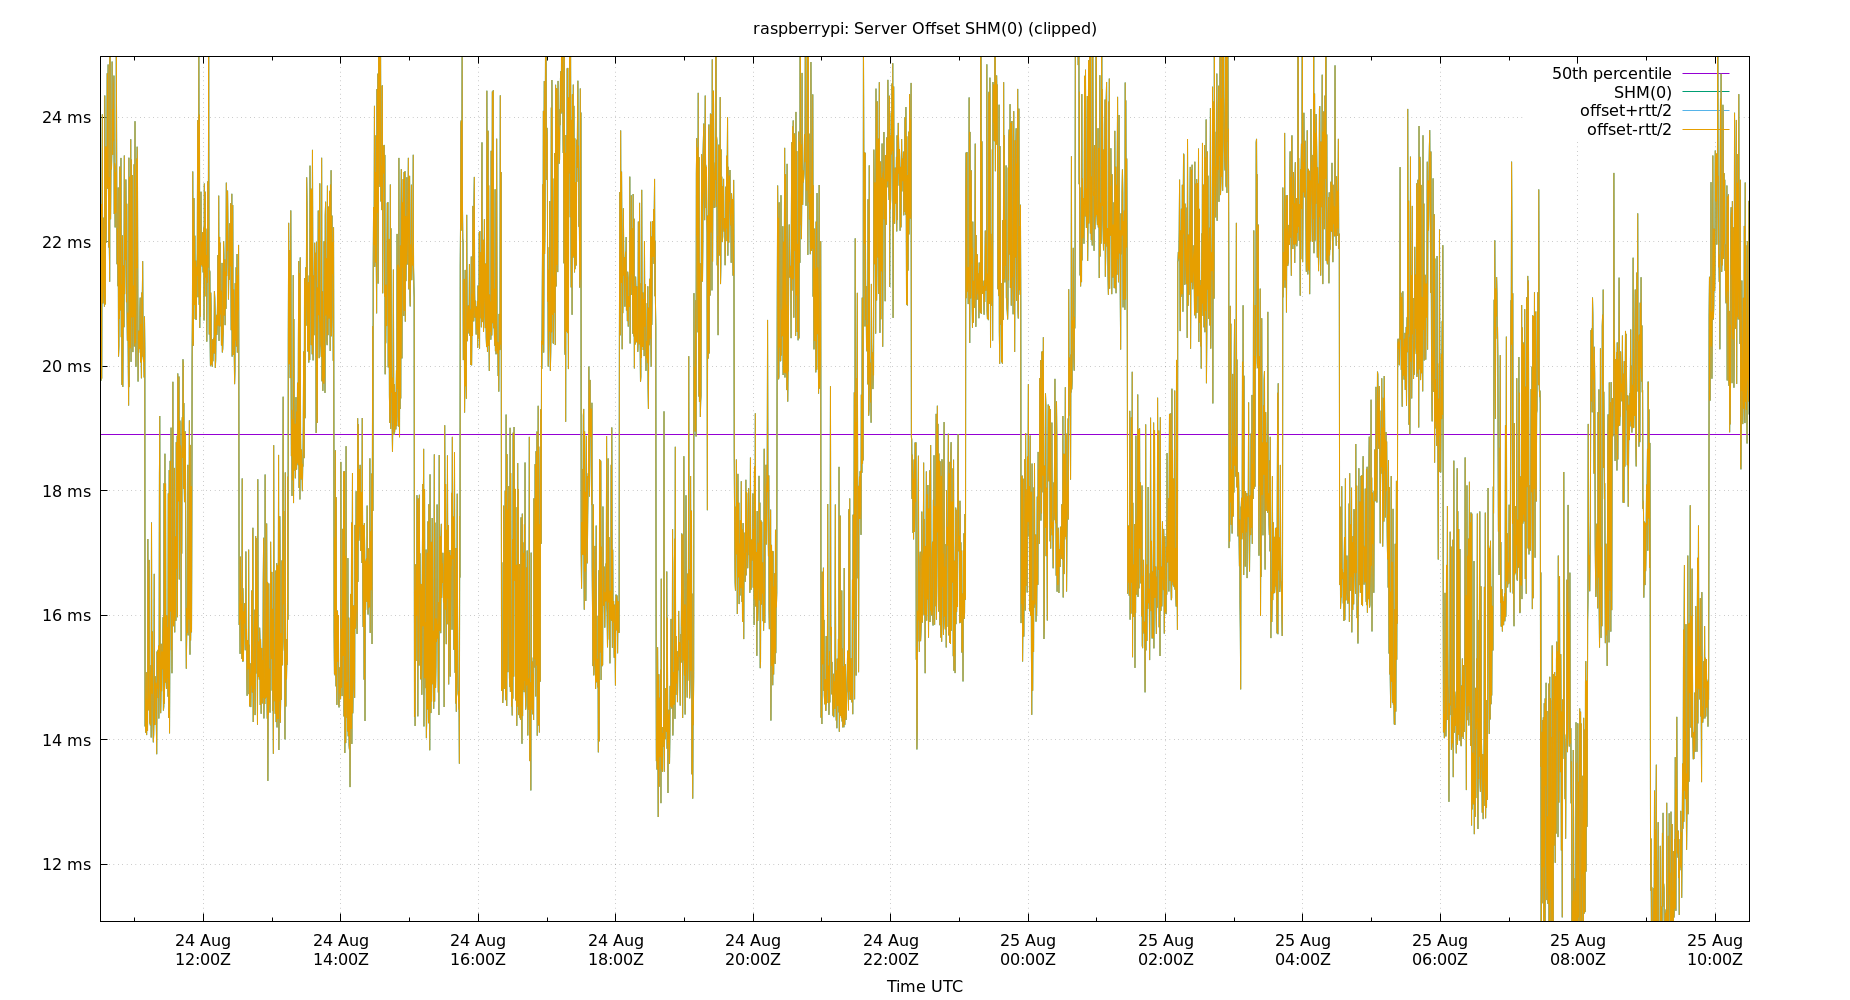 raspberrypi: Server Offset SHM(0) (clipped)
50th percentile
SHM(0)
offset+rtt/2
offset-rtt/2
24 ms
22 ms
20 ms
18 ms
16 ms
14 ms
12 ms
24 Aug 24 Aug 24 Aug 24 Aug 24 Aug 24 Aug 25 Aug 25 Aug 25 Aug 25 Aug 25 Aug 25 Aug
12:00Z 14:00Z 16:00Z 18:00Z 20:00Z 22:00Z 00:00Z 02:00Z 04:00Z 06:00Z 08:00Z 10:00Z
Time UTC